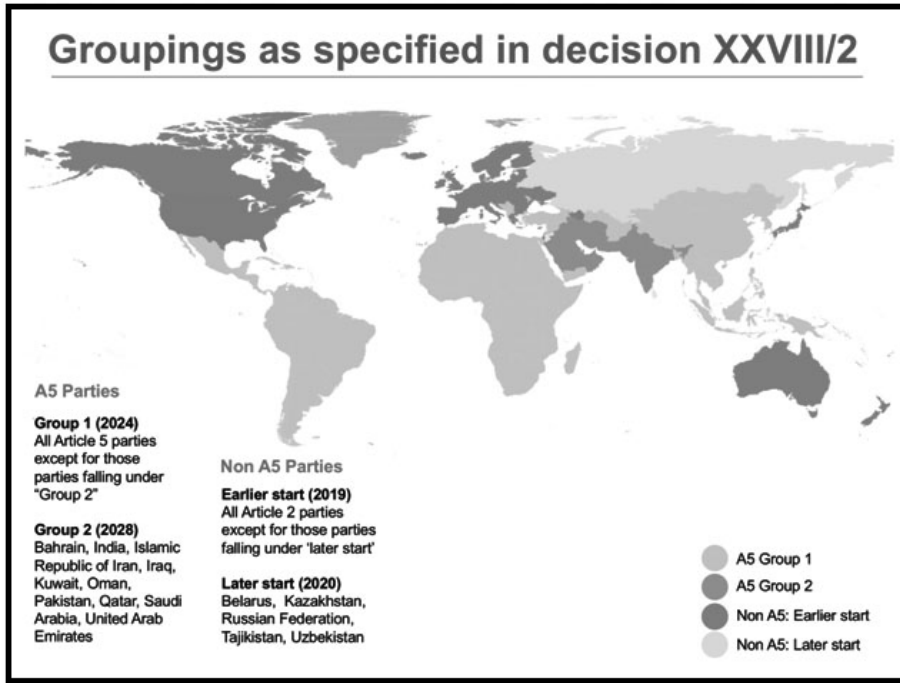 Groupings as specified in decision XXVIII/2
A5 Parties
Group 1 (2024)
All Article 5 parties
except for those
parties falling under
“Group 2”
Group 2 (2028)
Bahrain, India, Islamic
Republic of Iran, Iraq,
Kuwait, Oman,
Pakistan, Qatar, Saudi
Arabia, United Arab
Emirates
Non A5 Parties
Earlier start (2019)
All Article 2 parties
except for those parties
falling under ‘later start’
Later start (2020)
Belarus, Kazakhstan,
Russian Federation,
Tajikistan, Uzbekistan
A5 Group 1
A5 Group 2
Non A5: Earlier start
Non A5: Later start